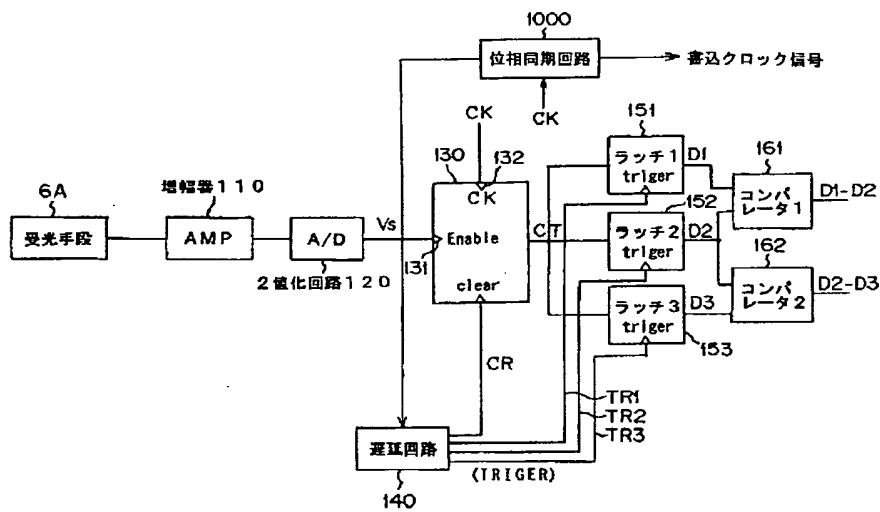 1000
位相同期回路
書込クロック信号
CK
CK
151
130
132
ラッチ1
triger
D1
161
コンパ
レータ1
D1-D2
6A
受光手段
増幅器110
AMP
A/D
2値化回路120
Vs
CK
Enable
131
clear
CT
152
ラッチ2
triger
D2
162
コンパ
レータ2
D2-D3
ラッチ3
triger
D3
153
CR
TR1
TR2
TR3
遅延回路
(TRIGER)
140